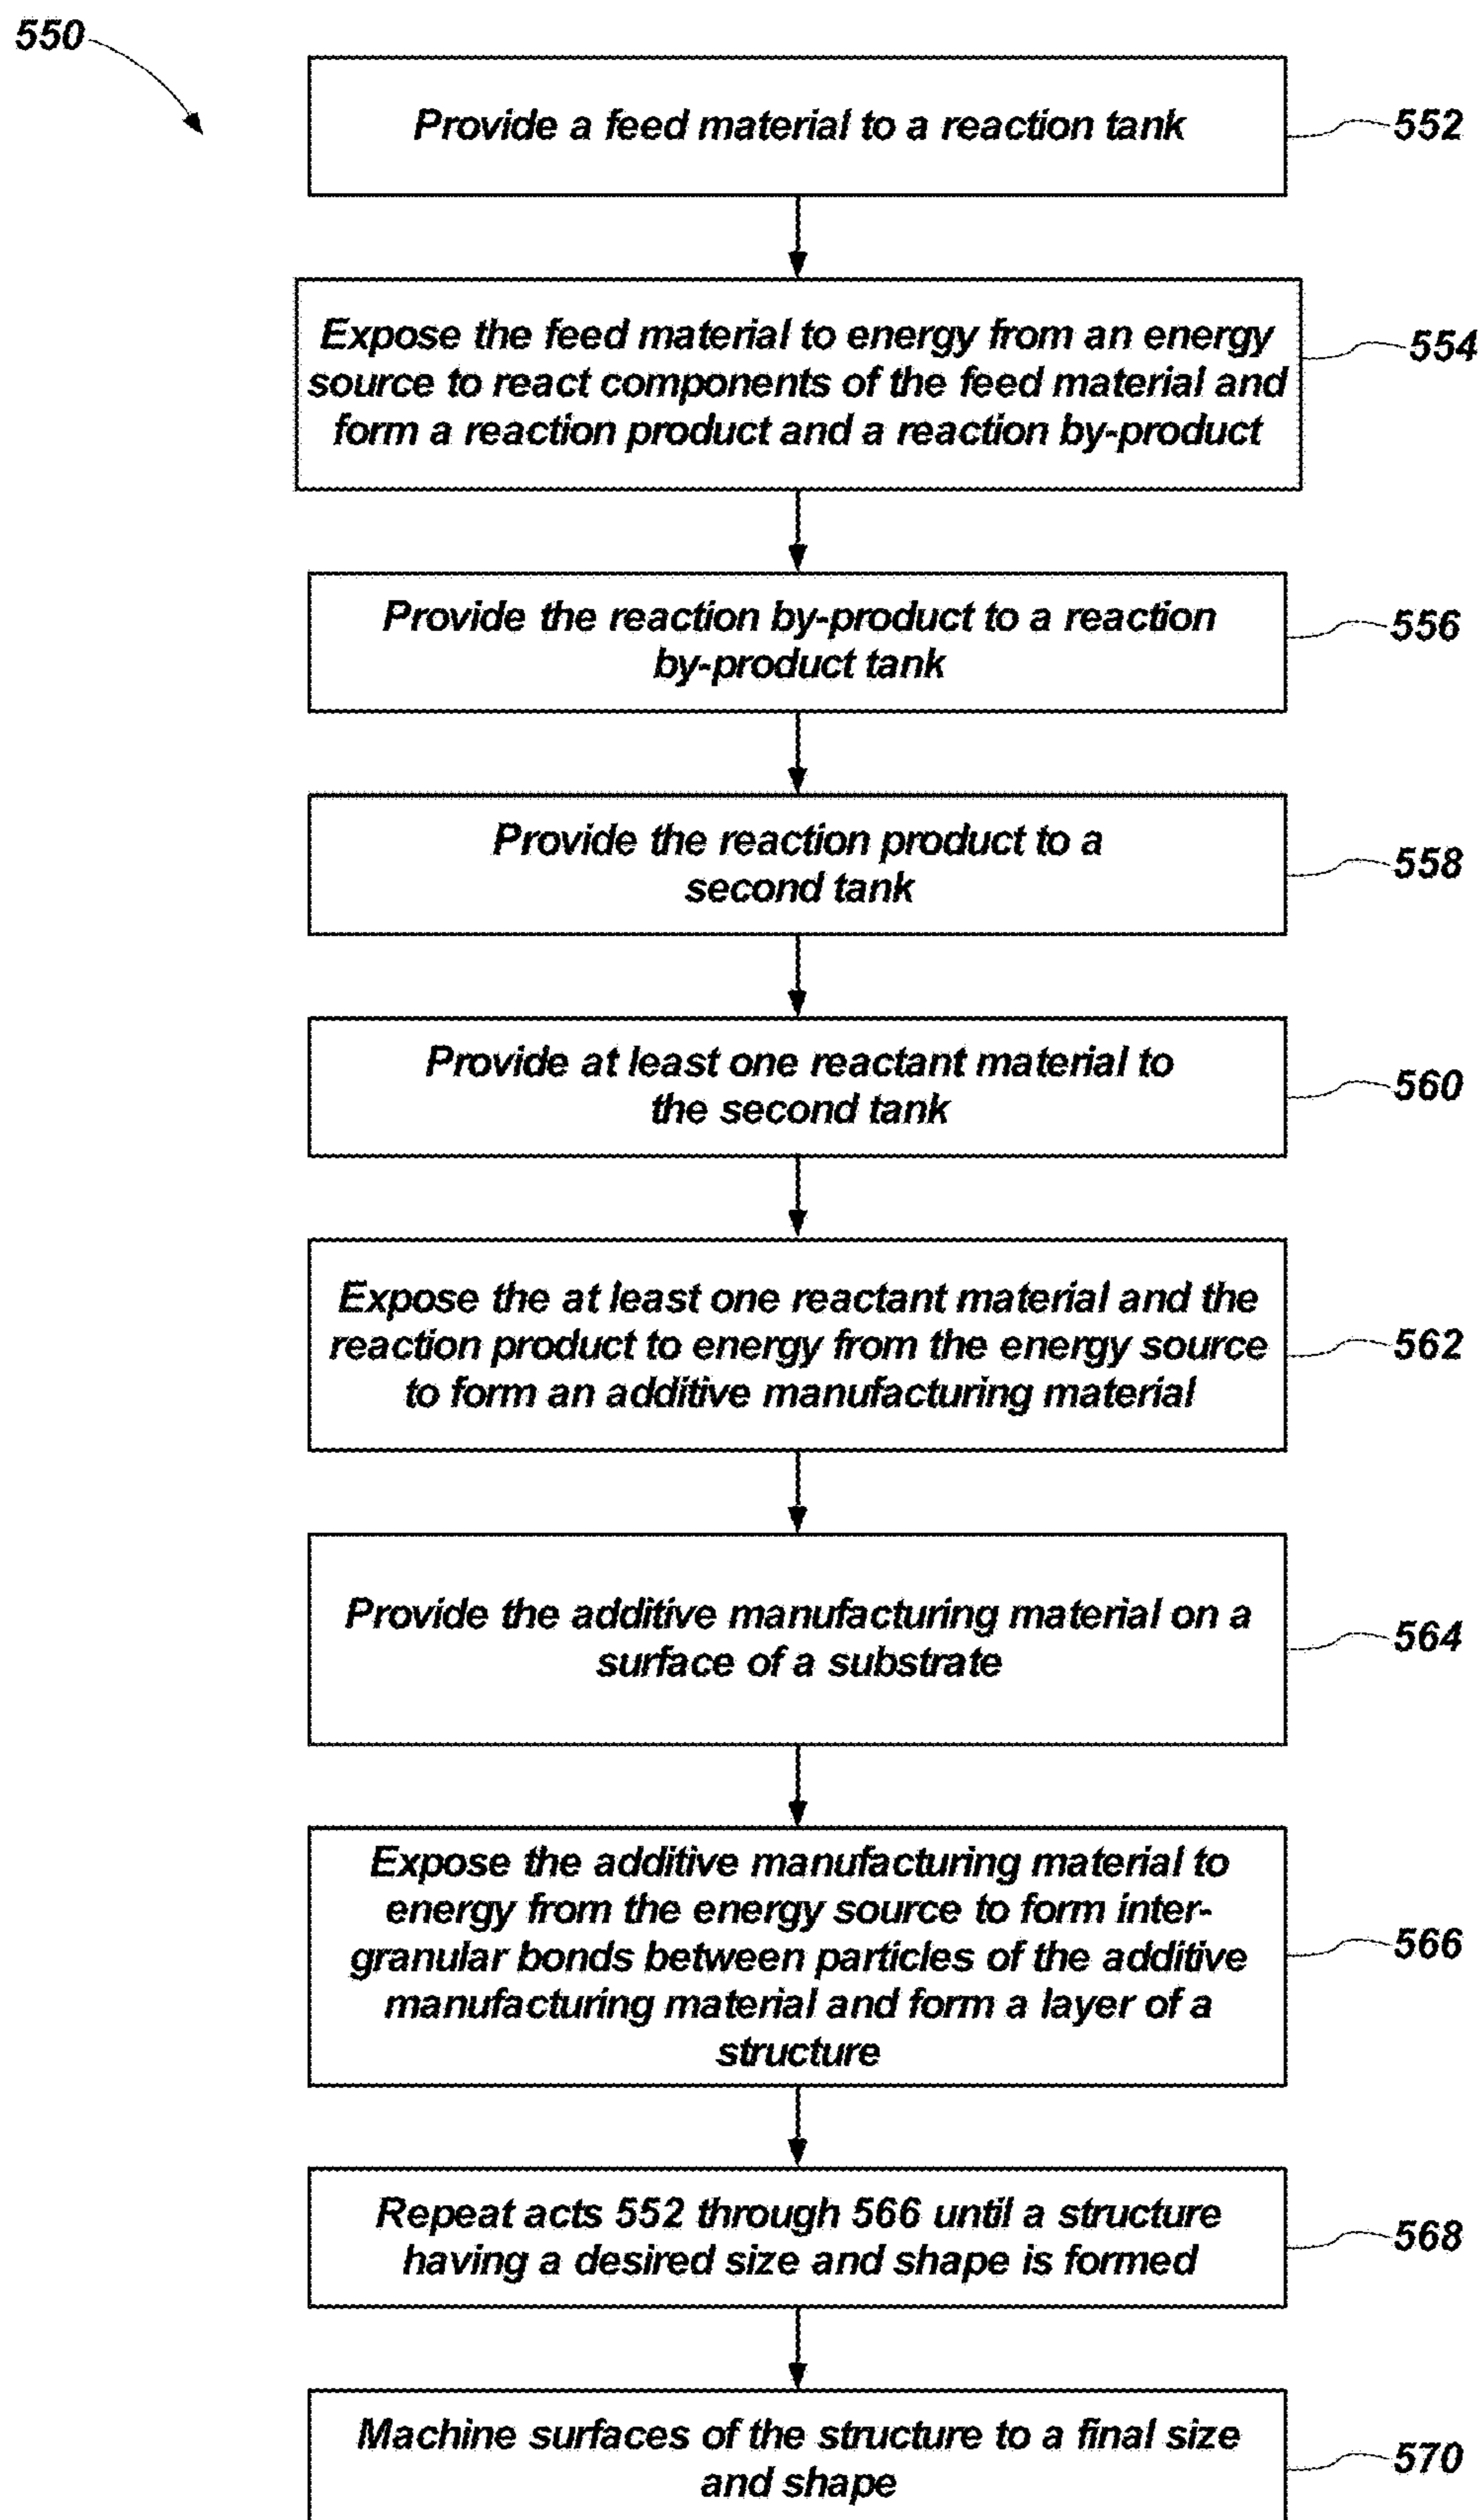 550
Provide a feed material to a reaction tank
552
Expose the feed material to energy from an energy
source to react components of the feed material and
form a reaction product and a reaction by-product
554
Provide the reaction by-product to a reaction
by-product tank
556
Provide the reaction product to a
second tank
558
Provide at least one reactant material to
the second tank
560
Expose the at least one reactant material and the
reaction product to energy from the energy source
to form an additive manufacturing material
562
Provide the additive manufacturing material on a
surface of a substrate
564
Expose the additive manufacturing material to
energy from the energy source to form inter-
granular bonds between particles of the additive
manufacturing material and form a layer of a
structure
566
Repeat acts 552 through 566 until a structure
having a desired size and shape is formed
568
Machine surfaces of the structure to a final size
and shape
570